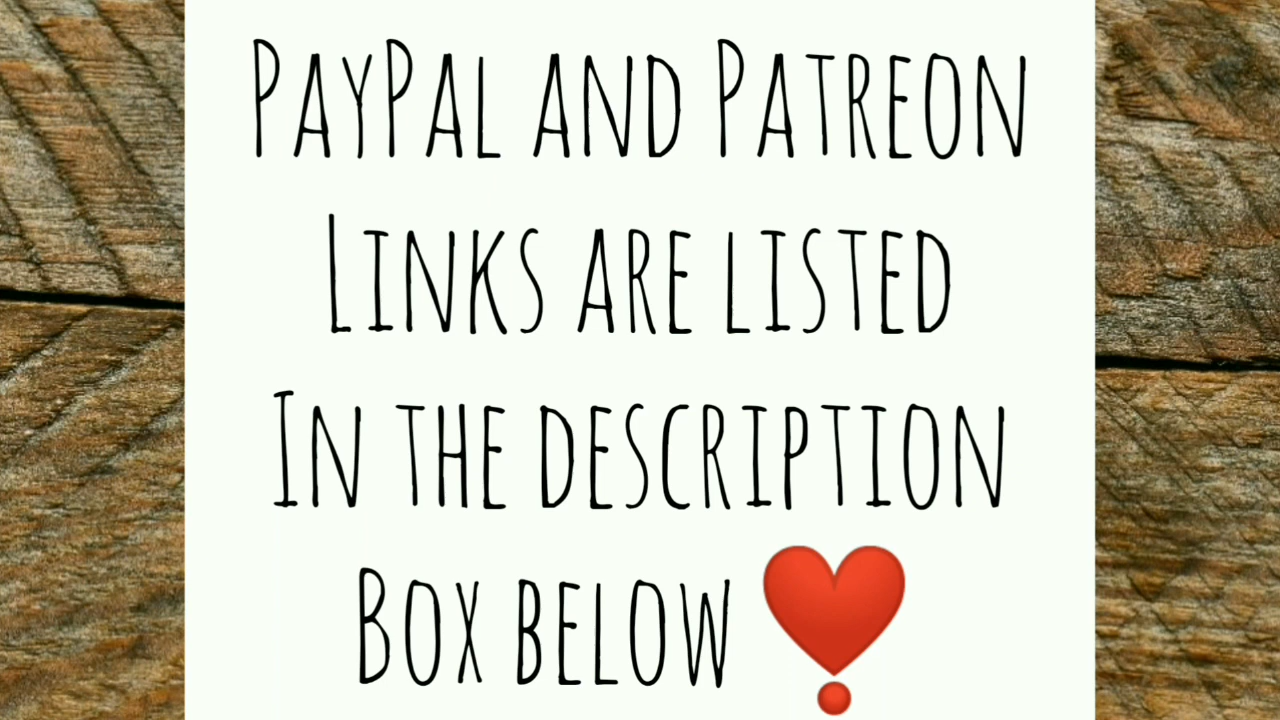 PayPal and Patreon
Links are listed
In the description
Box below ❣